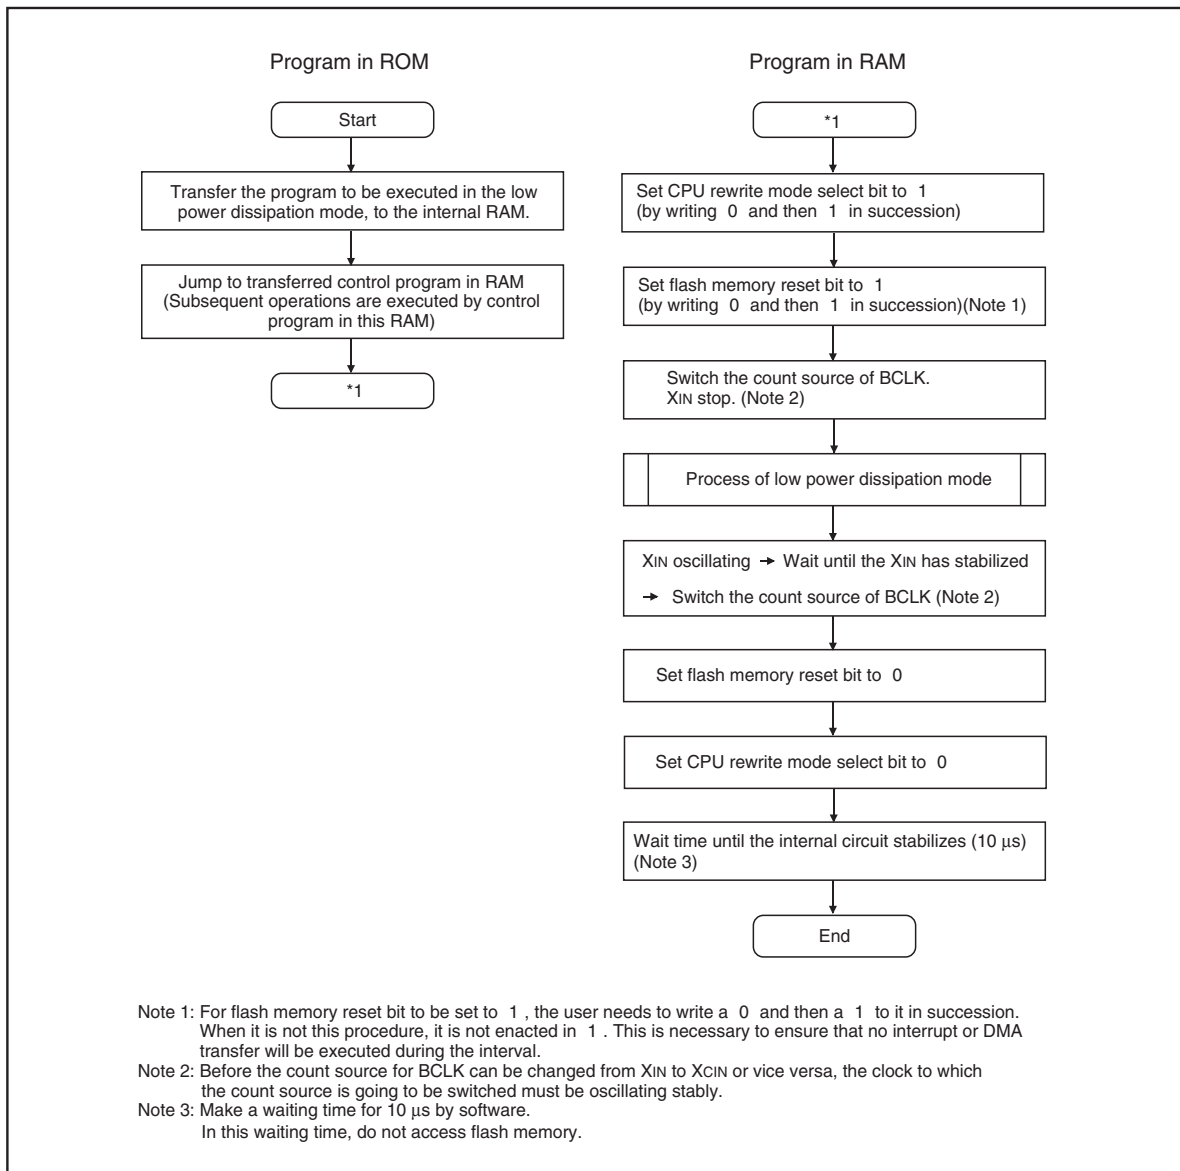 Program in ROM
Start
Transfer the program to be executed in the low
power dissipation mode, to the internal RAM.
Jump to transferred control program in RAM
(Subsequent operations are executed by control
program in this RAM)
*1
Program in RAM
*1
Set CPU rewrite mode select bit to 1
(by writing 0 and then 1 in succession)
Set flash memory reset bit to 1
(by writing 0 and then 1 in succession)(Note 1)
Switch the count source of BCLK.
XIN stop. (Note 2)
Process of low power dissipation mode
XIN oscillating → Wait until the XIN has stabilized
→ Switch the count source of BCLK (Note 2)
Set flash memory reset bit to 0
Set CPU rewrite mode select bit to 0
Wait time until the internal circuit stabilizes (10 µs)
(Note 3)
End
Note 1: For flash memory reset bit to be set to 1 , the user needs to write a 0 and then a 1 to it in succession.
When it is not this procedure, it is not enacted in 1 . This is necessary to ensure that no interrupt or DMA
transfer will be executed during the interval.
Note 2: Before the count source for BCLK can be changed from XIN to XCIN or vice versa, the clock to which
the count source is going to be switched must be oscillating stably.
Note 3: Make a waiting time for 10 µs by software.
In this waiting time, do not access flash memory.